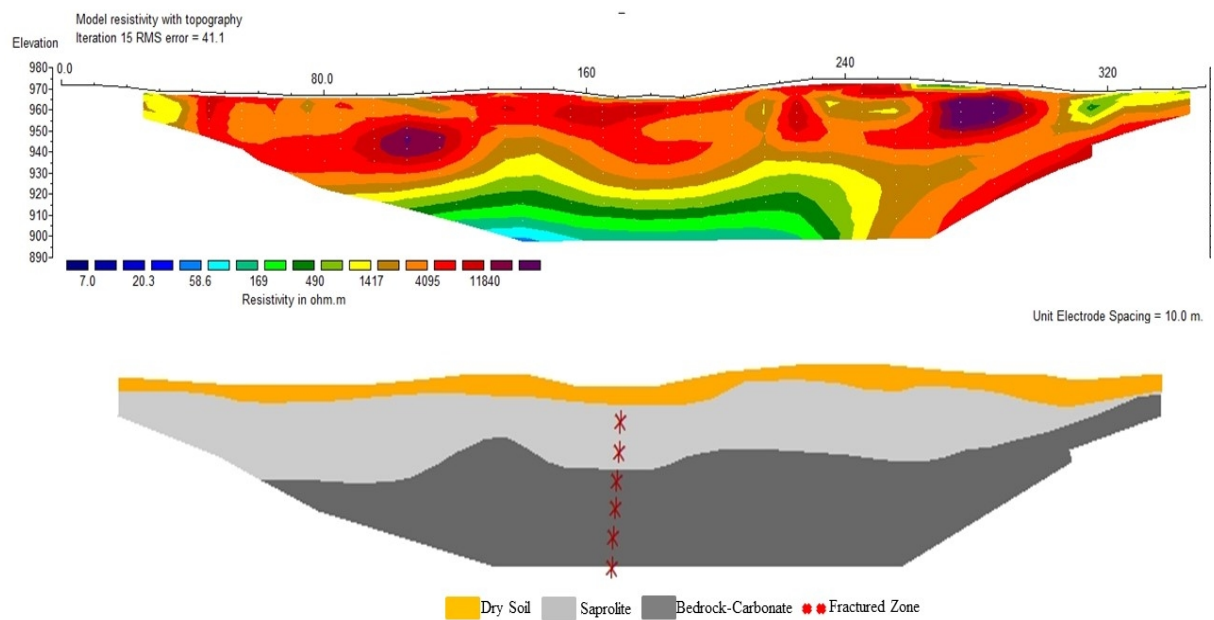 Model resistivity with topography
Iteration 15 RMS error = 41.1
Elevation
980
970
960
950
940
930
920
910
900
890
0.0
80.0
160
240
320
7.0 20.3 58.6 169 490 1417 4095 11840
Resistivity in ohm.m
Unit Electrode Spacing = 10.0 m.
Dry Soil Saprolite Bedrock-Carbonate Fractured Zone